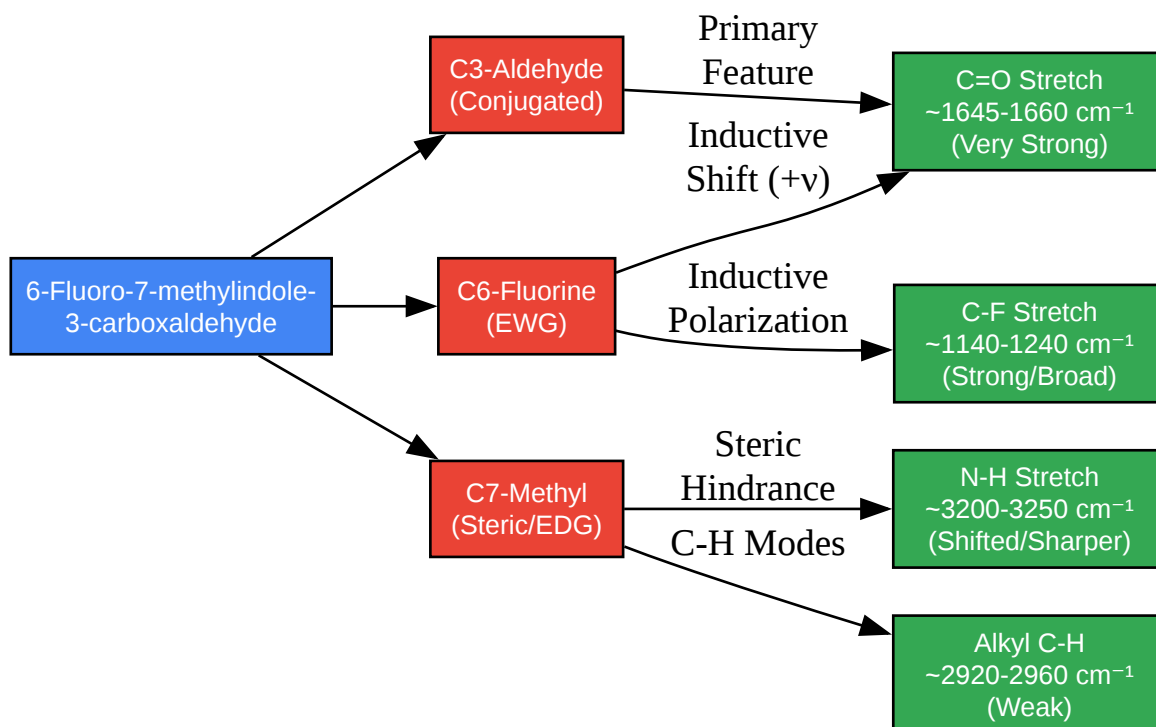 Primary
Feature
C3-Aldehyde
(Conjugated)
C=O Stretch
~1645-1660 cm⁻¹
(Very Strong)
Inductive
Shift (+ν)
6-Fluoro-7-methylindole-
3-carboxaldehyde
C6-Fluorine
(EWG)
Inductive
Polarization
C-F Stretch
~1140-1240 cm⁻¹
(Strong/Broad)
Steric
Hindrance
C7-Methyl
(Steric/EDG)
N-H Stretch
~3200-3250 cm⁻¹
(Shifted/Sharper)
C-H Modes
Alkyl C-H
~2920-2960 cm⁻¹
(Weak)